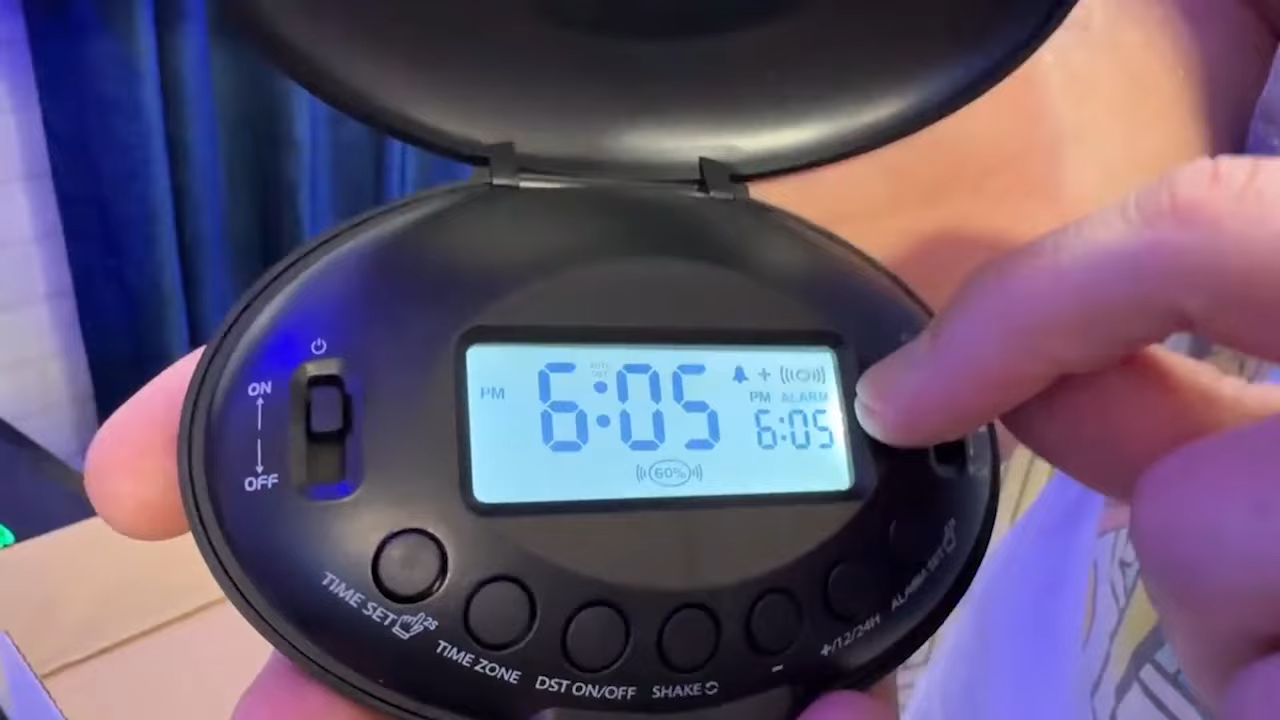 ON
OFF
PM 6:05
PM ALARM
6:05
60%
TIME SET 2S
TIME ZONE
DST ON/OFF
SHAKE
-
+/12/24H
ALARM SET